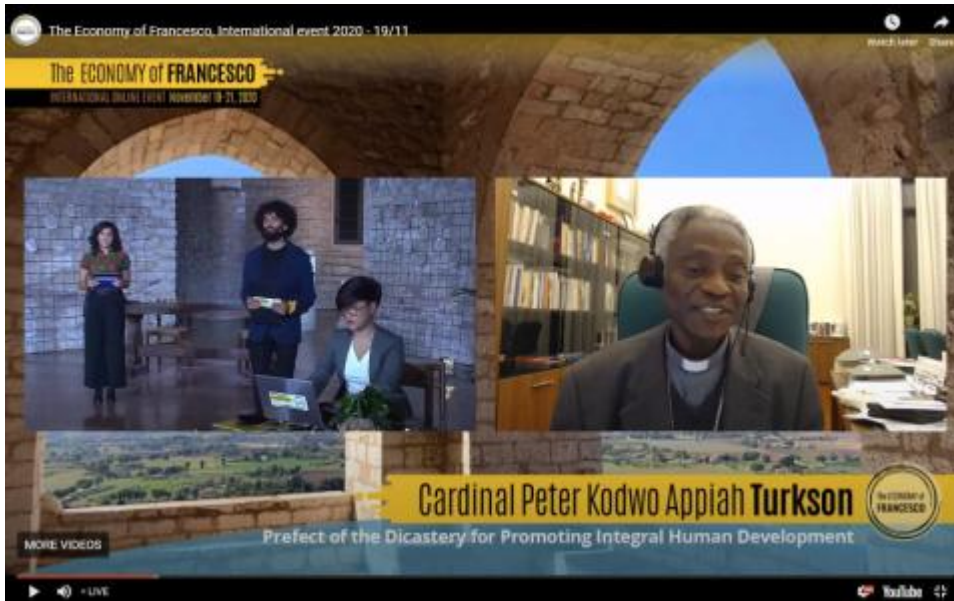 The Economy of Francesco, International event 2020 - 19/11
Watch later
Share
The ECONOMY of FRANCESCO
INTERNATIONAL ONLINE EVENT November 19-21, 2020
Cardinal Peter Kodwo Appiah Turkson
The ECONOMY of
FRANCESCO
Prefect of the Dicastery for Promoting Integral Human Development
MORE VIDEOS
LIVE
YouTube